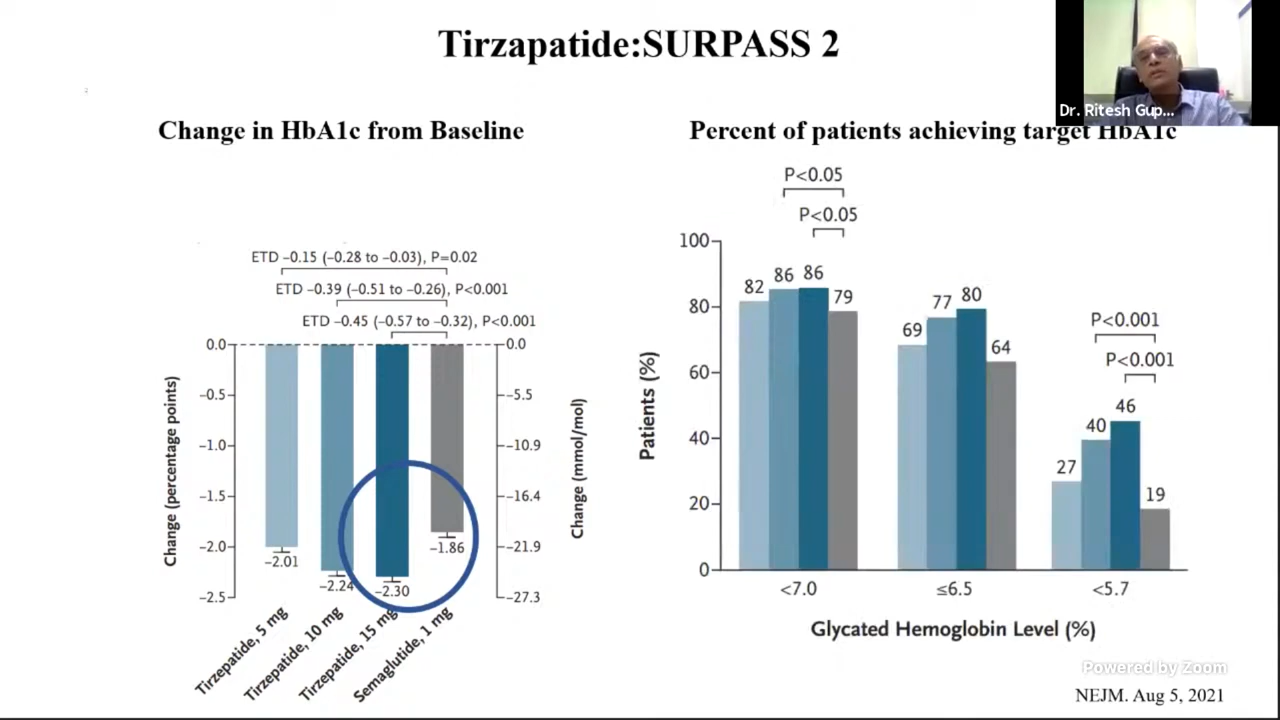 Tirzapatide:SURPASS 2
Dr. Ritesh Gup...
Change in HbA1c from Baseline
Percent of patients achieving target HbA1c
ETD –0.15 (–0.28 to –0.03), P=0.02
ETD –0.39 (–0.51 to –0.26), P<0.001
ETD –0.45 (–0.57 to –0.32), P<0.001
Change (percentage points)
0.0
–0.5
–1.0
–1.5
–2.0
–2.5
–2.01
–2.24
–2.30
–1.86
0.0
–5.5
–10.9
–16.4
–21.9
–27.3
Change (mmol/mol)
Tirzepatide, 5 mg
Tirzepatide, 10 mg
Tirzepatide, 15 mg
Semaglutide, 1 mg
P<0.05
P<0.05
P<0.001
P<0.001
Patients (%)
100
80
60
40
20
0
82 86 86 79
69 77 80 64
27 40 46 19
<7.0
≤6.5
<5.7
Glycated Hemoglobin Level (%)
Powered by Zoom
NEJM. Aug 5, 2021